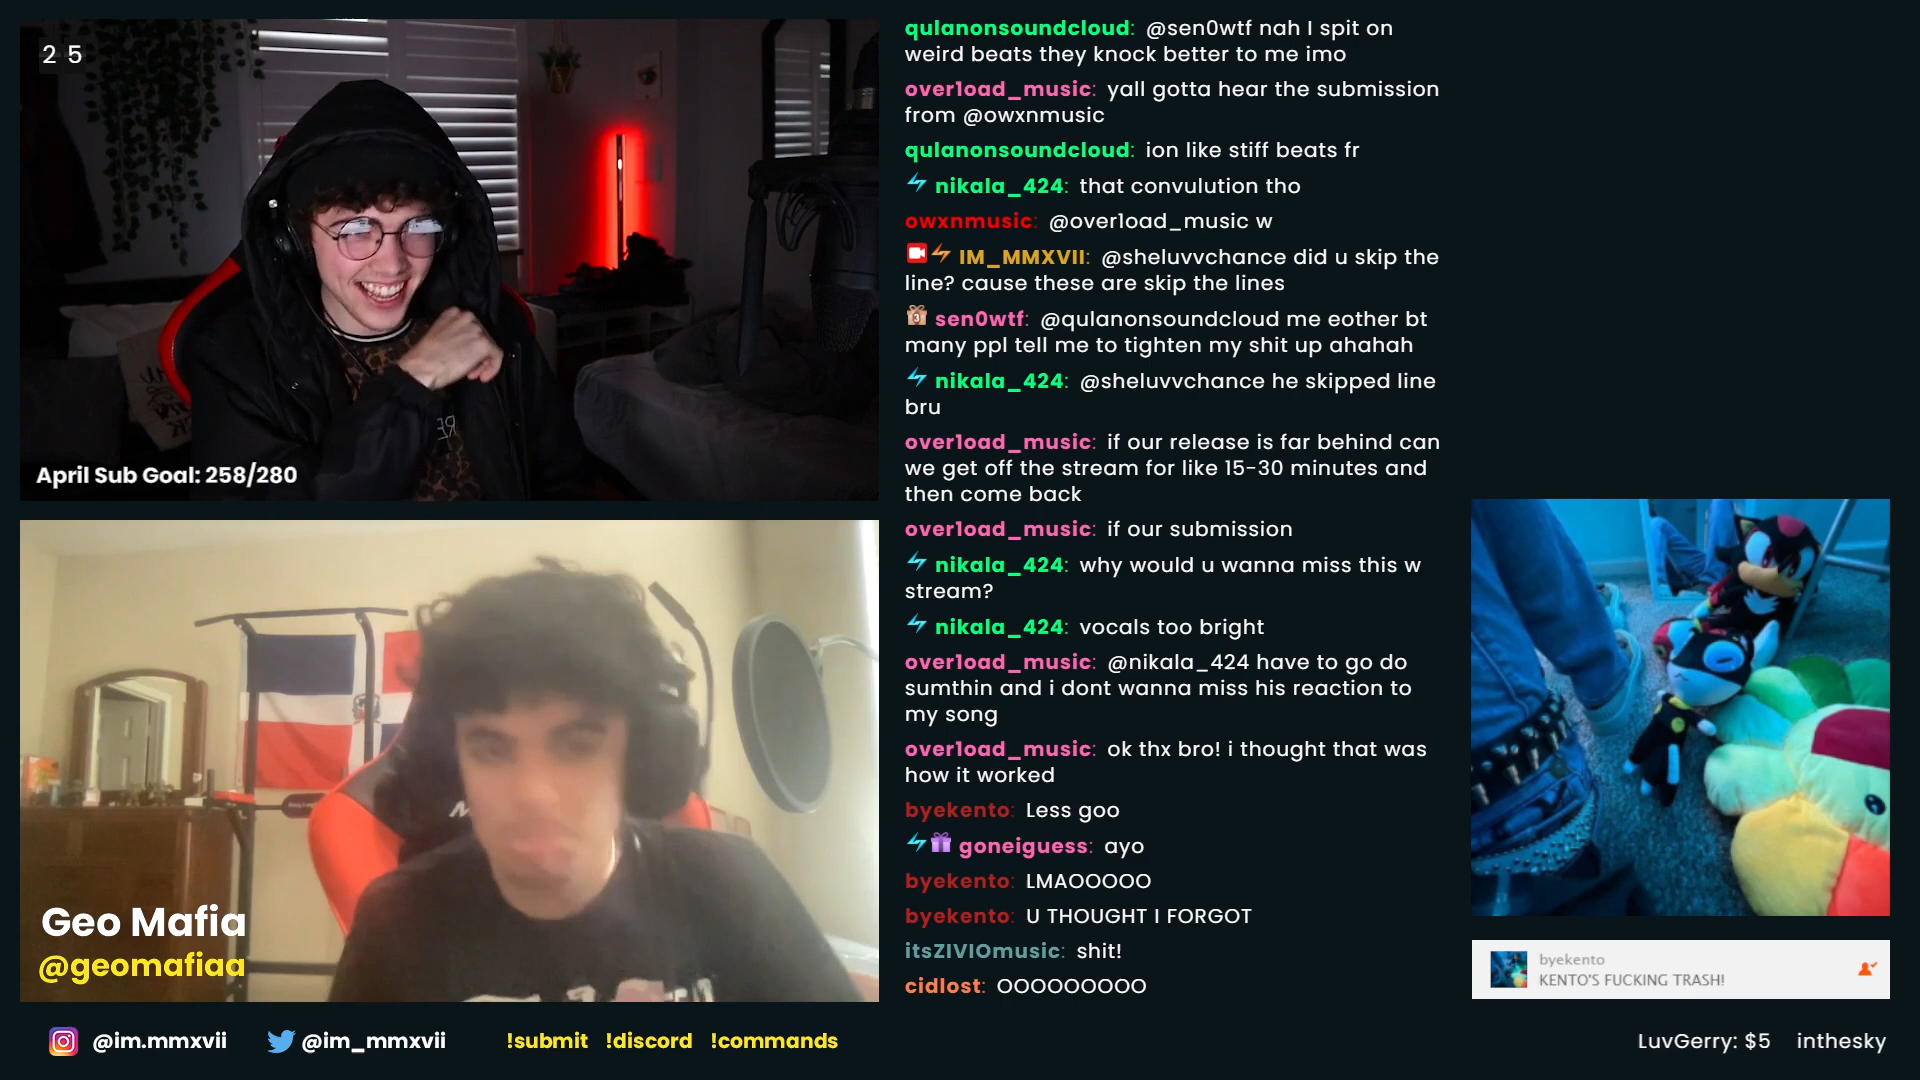 2 5
April Sub Goal: 258/280
Geo Mafia
@geomafiaa
qulanonsoundcloud: @sen0wtf nah I spit on
weird beats they knock better to me imo
over1oad_music: yall gotta hear the submission
from @owxnmusic
qulanonsoundcloud: ion like stiff beats fr
nikala_424: that convulution tho
owxnmusic: @over1oad_music w
IM_MMXVII: @sheluvvchance did u skip the
line? cause these are skip the lines
sen0wtf: @qulanonsoundcloud me eother bt
many ppl tell me to tighten my shit up ahahah
nikala_424: @sheluvvchance he skipped line
bru
over1oad_music: if our release is far behind can
we get off the stream for like 15-30 minutes and
then come back
over1oad_music: if our submission
nikala_424: why would u wanna miss this w
stream?
nikala_424: vocals too bright
over1oad_music: @nikala_424 have to go do
sumthin and i dont wanna miss his reaction to
my song
over1oad_music: ok thx bro! i thought that was
how it worked
byekento: Less goo
goneiguess: ayo
byekento: LMAOOOOO
byekento: U THOUGHT I FORGOT
itsZIVIOmusic: shit!
cidlost: OOOOOOOOO
byekento
KENTO'S FUCKING TRASH!
@im.mmxvii @im_mmxvii !submit !discord !commands
LuvGerry: $5 inthesky